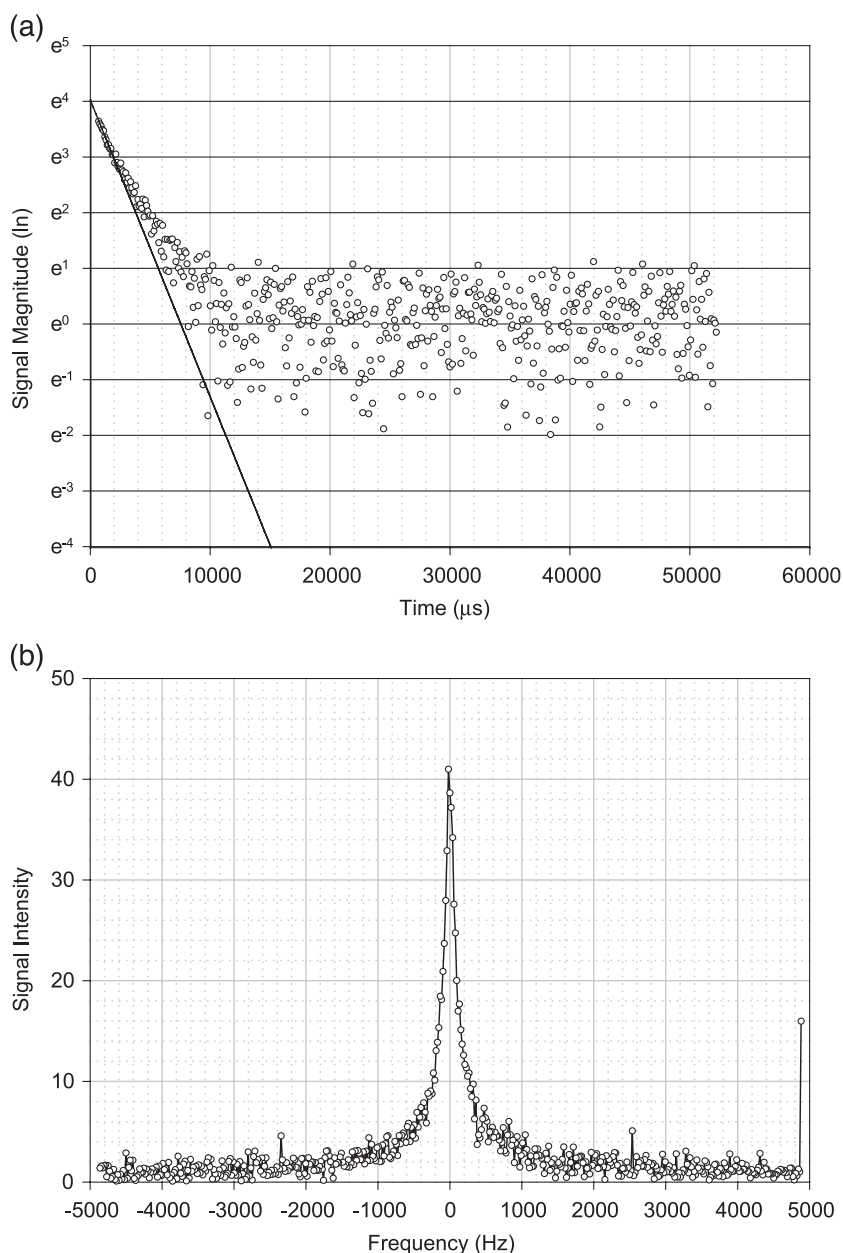 (a)
Signal Magnitude (ln)
e⁵
e⁴
e³
e²
e¹
e⁰
e⁻¹
e⁻²
e⁻³
e⁻⁴
0 10000 20000 30000 40000 50000 60000
Time (μs)
(b)
Signal Intensity
50
40
30
20
10
0
-5000 -4000 -3000 -2000 -1000 0 1000 2000 3000 4000 5000
Frequency (Hz)